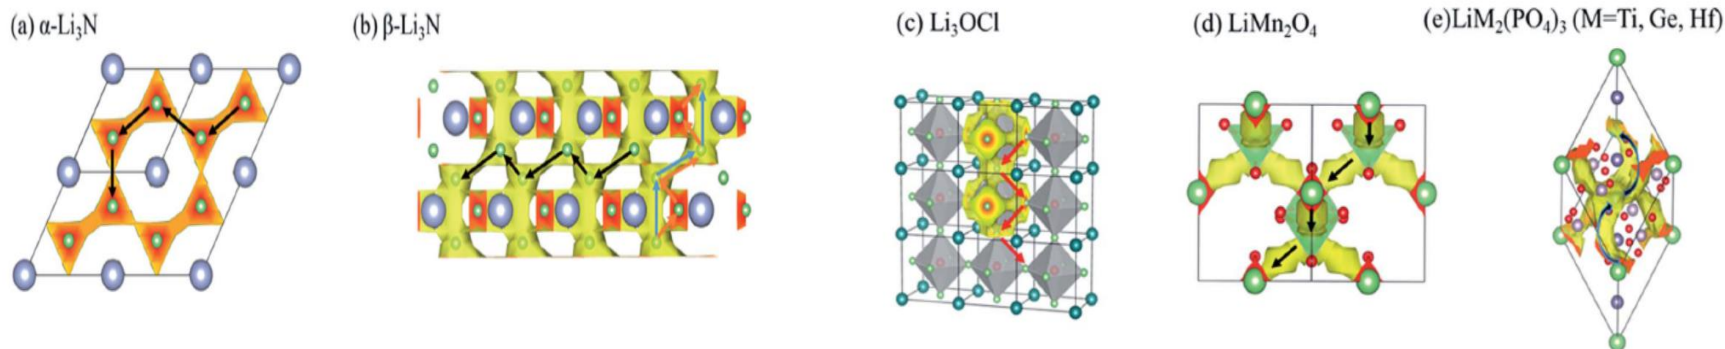 (a) α-Li₃N
(b) β-Li₃N
(c) Li₃OCl
(d) LiMn₂O₄
(e)LiM₂(PO₄)₃ (M=Ti, Ge, Hf)